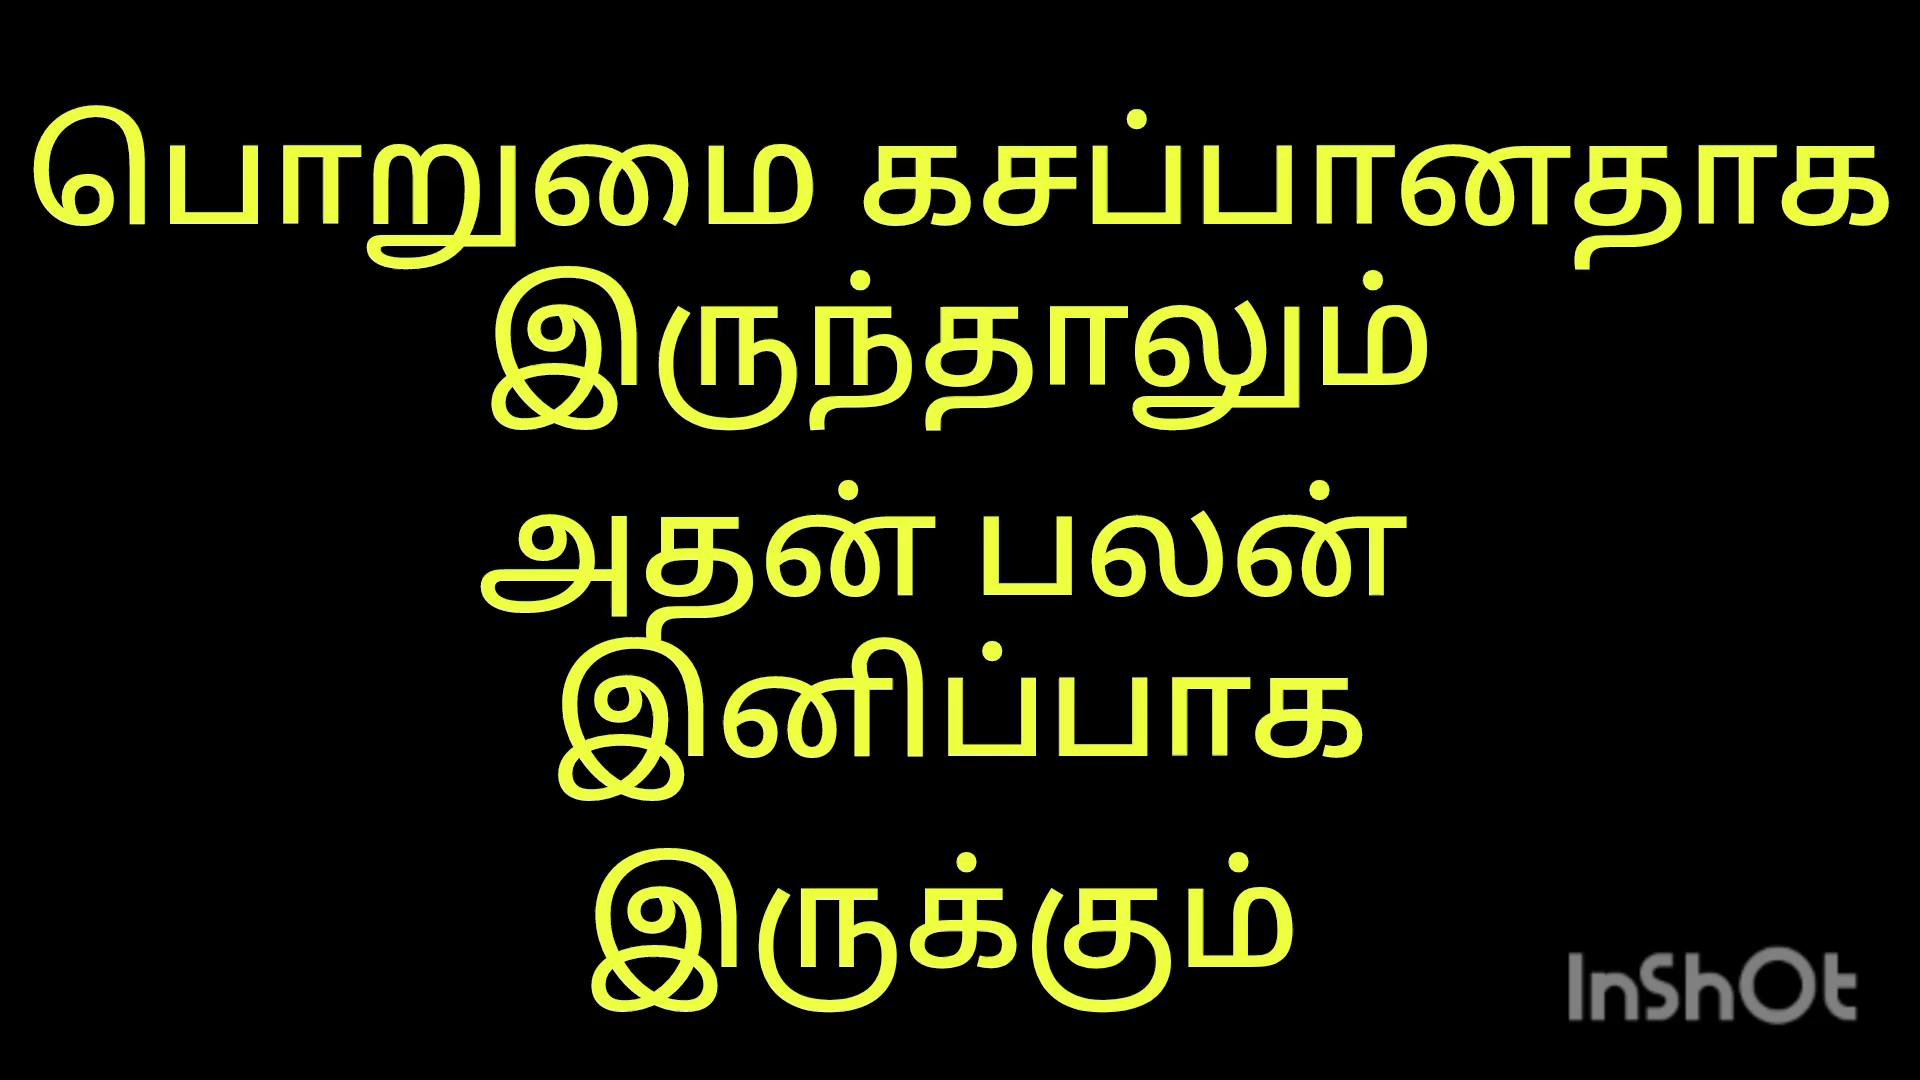 பொறுமை கசப்பானதாக
இருந்தாலும்
அதன் பலன்
இனிப்பாக
இருக்கும்
InShOt